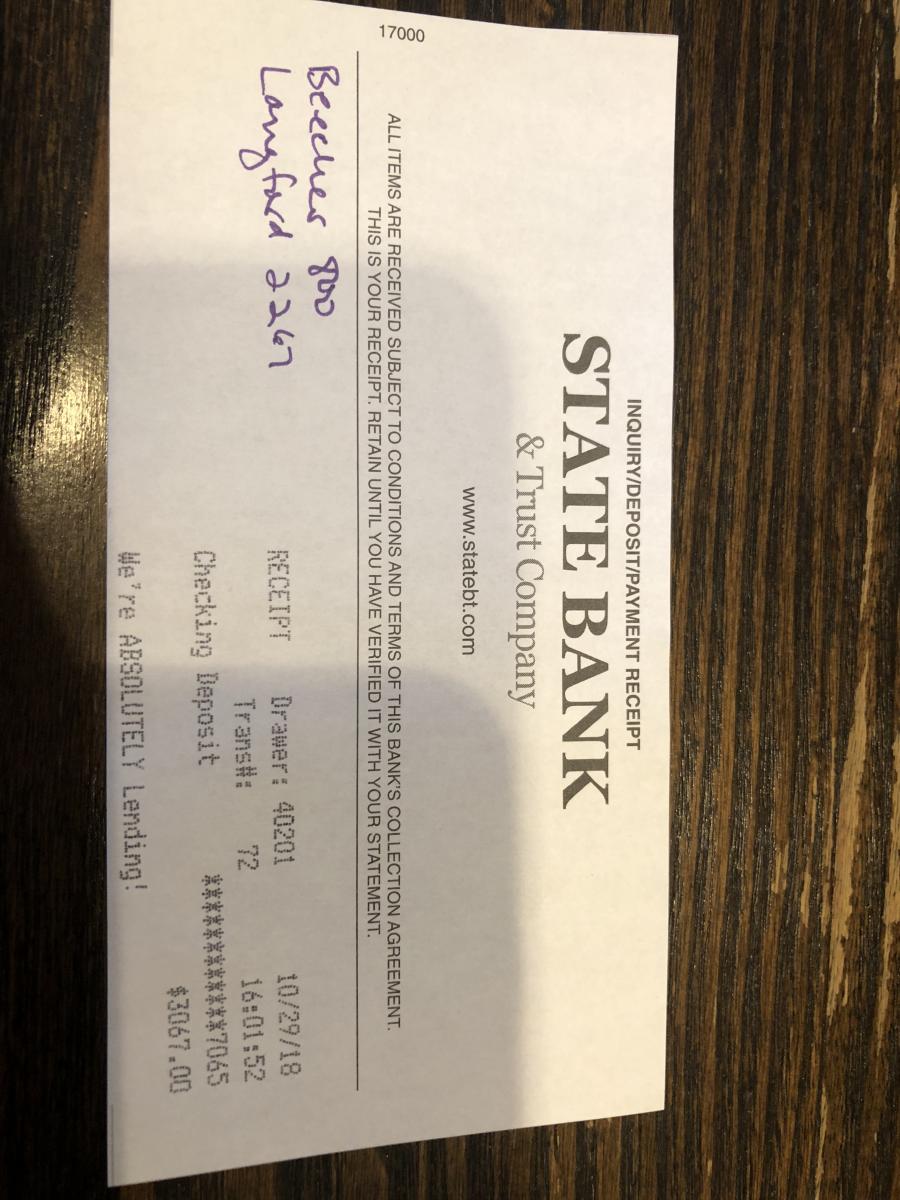 INQUIRY/DEPOSIT/PAYMENT RECEIPT
STATE BANK
& Trust Company
www.statebt.com
ALL ITEMS ARE RECEIVED SUBJECT TO CONDITIONS AND TERMS OF THIS BANK'S COLLECTION AGREEMENT.
THIS IS YOUR RECEIPT. RETAIN UNTIL YOU HAVE VERIFIED IT WITH YOUR STATEMENT.
17000
Beecher 800
Langford 2267
RECEIPT Drawer: 40201 10/29/18
Trans#: 72 16:01:52
Checking Deposit ************7065
$3067.00
We're ABSOLUTELY Lending!